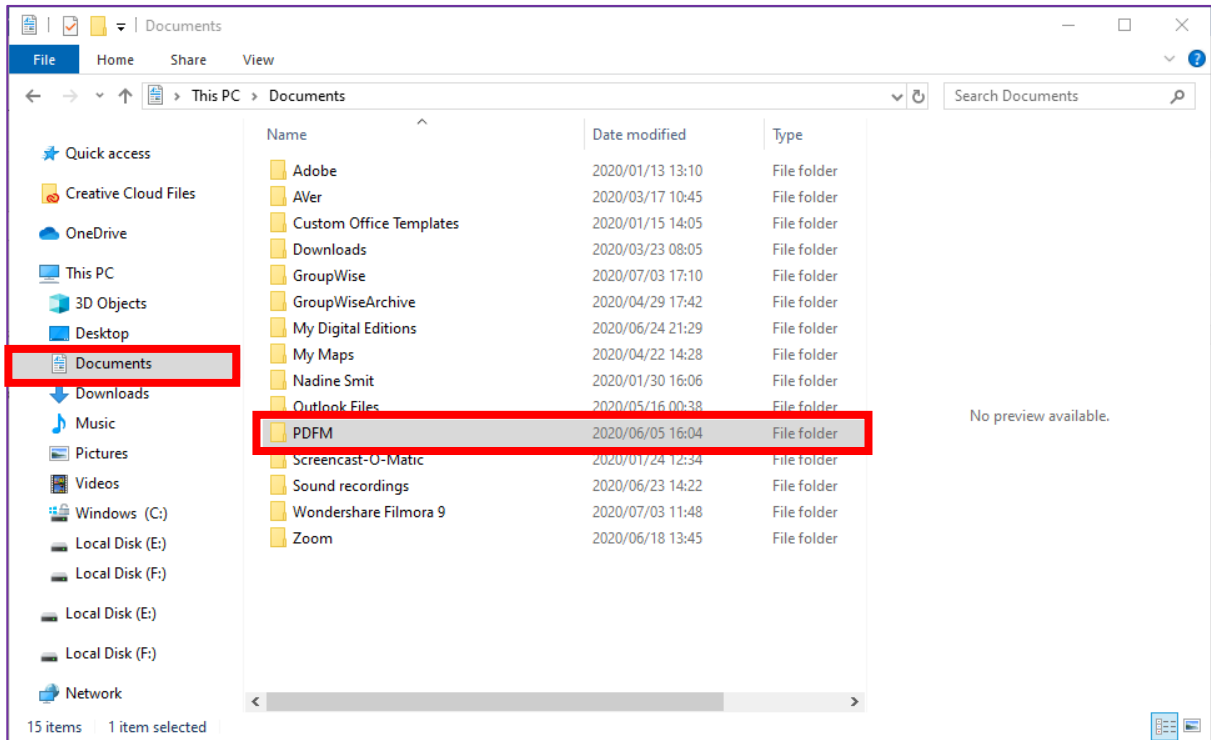 Documents
File Home Share View
This PC > Documents
Search Documents
Name Date modified Type
Quick access
Creative Cloud Files
OneDrive
This PC
3D Objects
Desktop
Documents
Downloads
Music
Pictures
Videos
Windows (C:)
Local Disk (E:)
Local Disk (F:)
Local Disk (E:)
Local Disk (F:)
Network
Adobe 2020/01/13 13:10 File folder
AVer 2020/03/17 10:45 File folder
Custom Office Templates 2020/01/15 14:05 File folder
Downloads 2020/03/23 08:05 File folder
GroupWise 2020/07/03 17:10 File folder
GroupWiseArchive 2020/04/29 17:42 File folder
My Digital Editions 2020/06/24 21:29 File folder
My Maps 2020/04/22 14:28 File folder
Nadine Smit 2020/01/30 16:06 File folder
Outlook Files 2020/05/16 00:38 File folder
PDFM 2020/06/05 16:04 File folder
Screencast-O-Matic 2020/01/24 12:34 File folder
Sound recordings 2020/06/23 14:22 File folder
Wondershare Filmora 9 2020/07/03 11:48 File folder
Zoom 2020/06/18 13:45 File folder
No preview available.
15 items 1 item selected